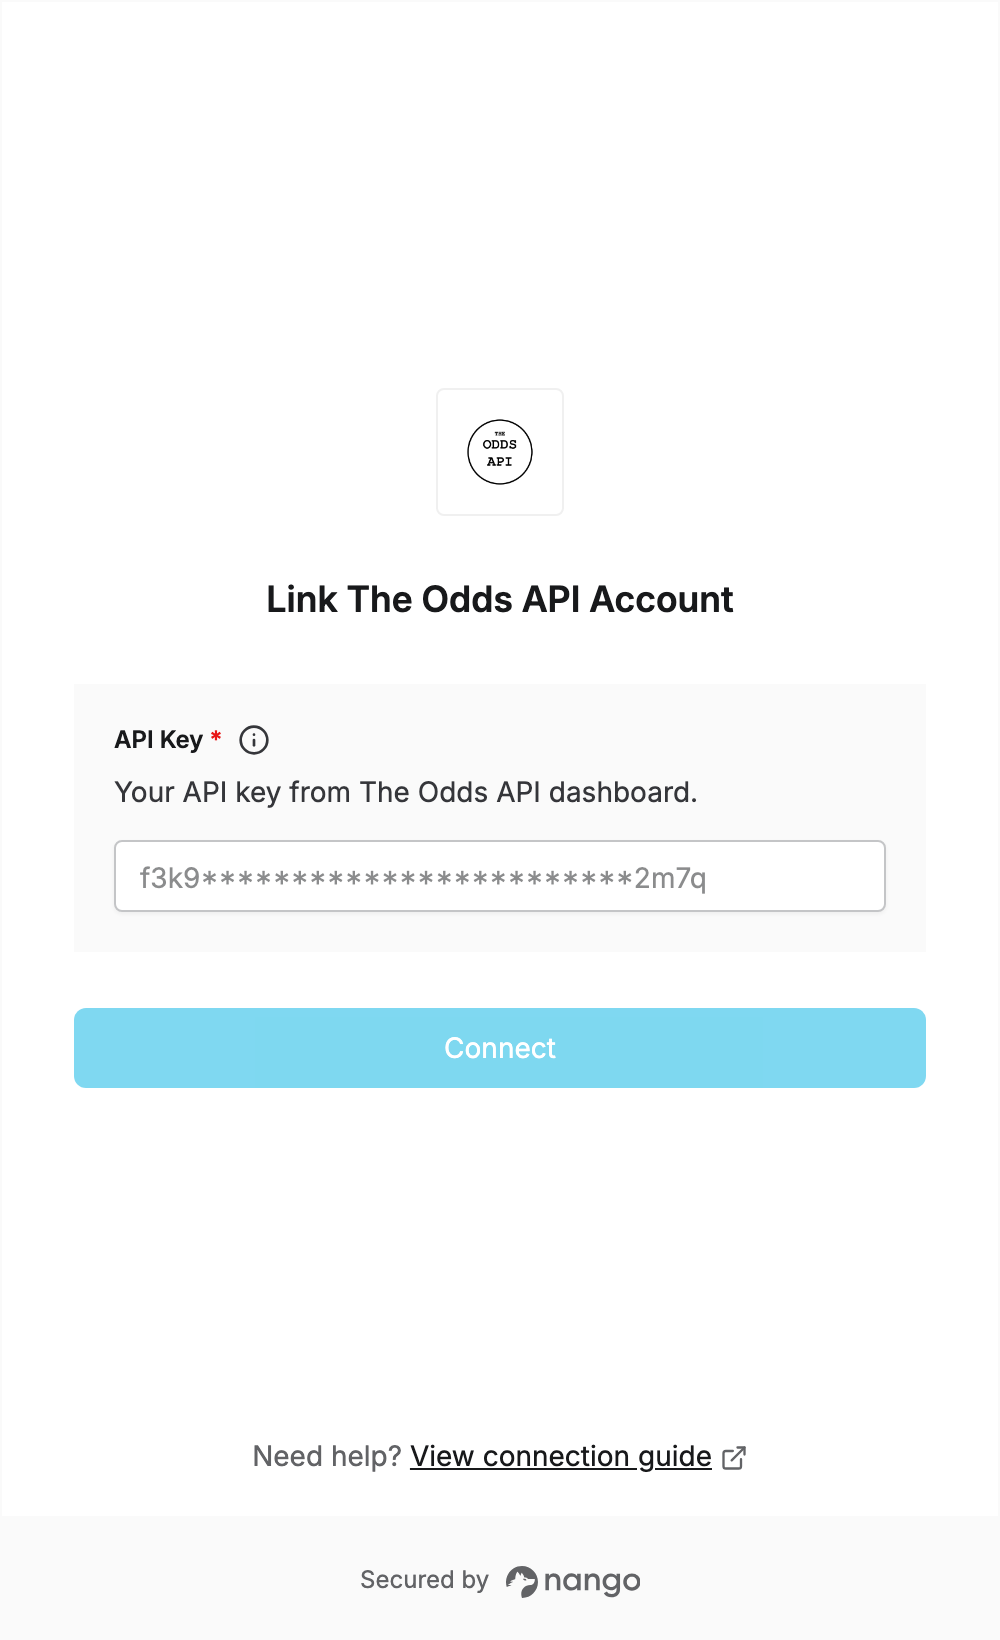 THE
ODDS
API
Link The Odds API Account
API Key *
Your API key from The Odds API dashboard.
f3k9************************2m7q
Connect
Need help? View connection guide
Secured by nango